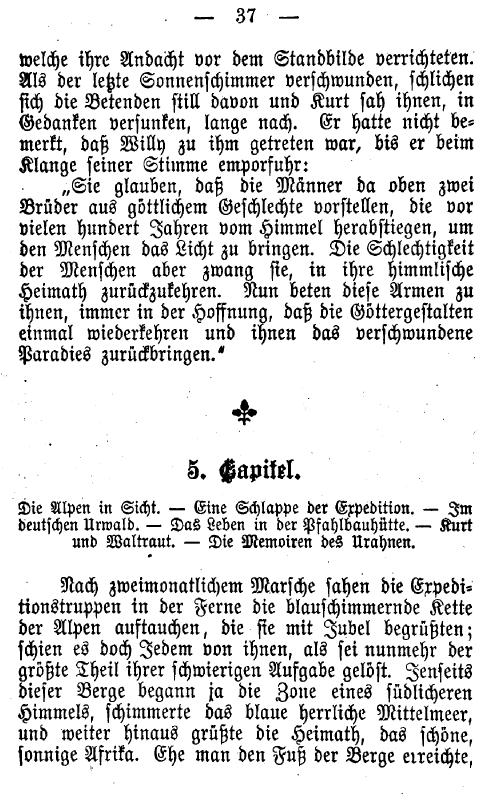 — 37 —
welche ihre Andacht vor dem Standbilde verrichteten.
Als der letzte Sonnenschimmer verschwunden, schlichen
sich die Betenden still davon und Kurt sah ihnen, in
Gedanken versunken, lange nach. Er hatte nicht be-
merkt, daß Willy zu ihm getreten war, bis er beim
Klange seiner Stimme emporfuhr:
„Sie glauben, daß die Männer da oben zwei
Brüder aus göttlichem Geschlechte vorstellen, die vor
vielen hundert Jahren vom Himmel herabstiegen, um
den Menschen das Licht zu bringen. Die Schlechtigkeit
der Menschen aber zwang sie, in ihre himmlische
Heimath zurückzukehren. Nun beten diese Armen zu
ihnen, immer in der Hoffnung, daß die Göttergestalten
einmal wiederkehren und ihnen das verschwundene
Paradies zurückbringen.“
5. Capitel.
Die Alpen in Sicht. — Eine Schlappe der Expedition. — Im
deutschen Urwald. — Das Leben in der Pfahlbauhütte. — Kurt
und Waltraut. — Die Memoiren des Urahnen.
Nach zweimonatlichem Marsche sahen die Expedi-
tionstruppen in der Ferne die blauschimmernde Kette
der Alpen auftauchen, die sie mit Jubel begrüßten;
schien es doch Jedem von ihnen, als sei nunmehr der
größte Theil ihrer schwierigen Aufgabe gelöst. Jenseits
dieser Berge begann ja die Zone eines südlicheren
Himmels, schimmerte das blaue herrliche Mittelmeer,
und weiter hinaus grüßte die Heimath, das schöne,
sonnige Afrika. Ehe man den Fuß der Berge erreichte,